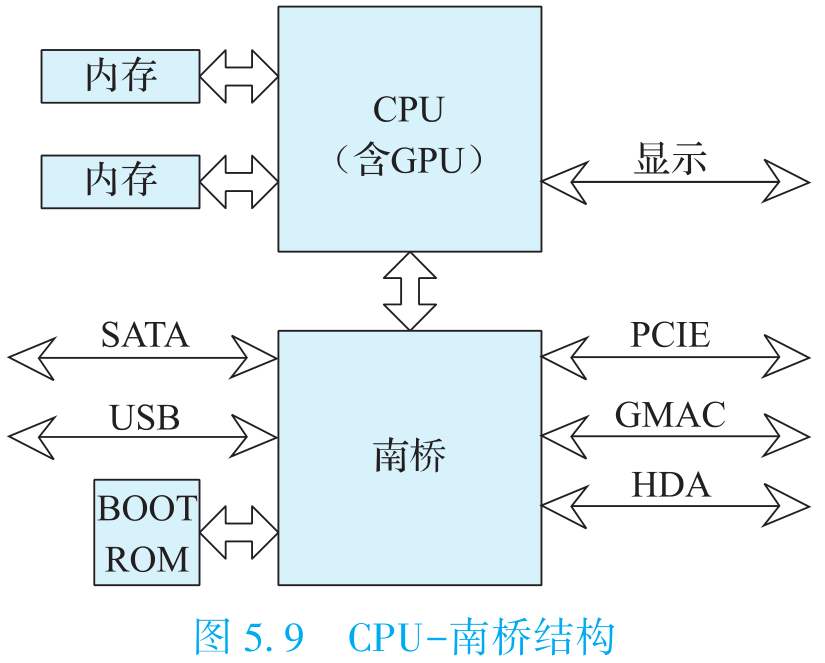 内存
CPU
（含GPU）
内存
显示
SATA
PCIE
USB
GMAC
南桥
HDA
BOOT
ROM
图 5.9 CPU-南桥结构